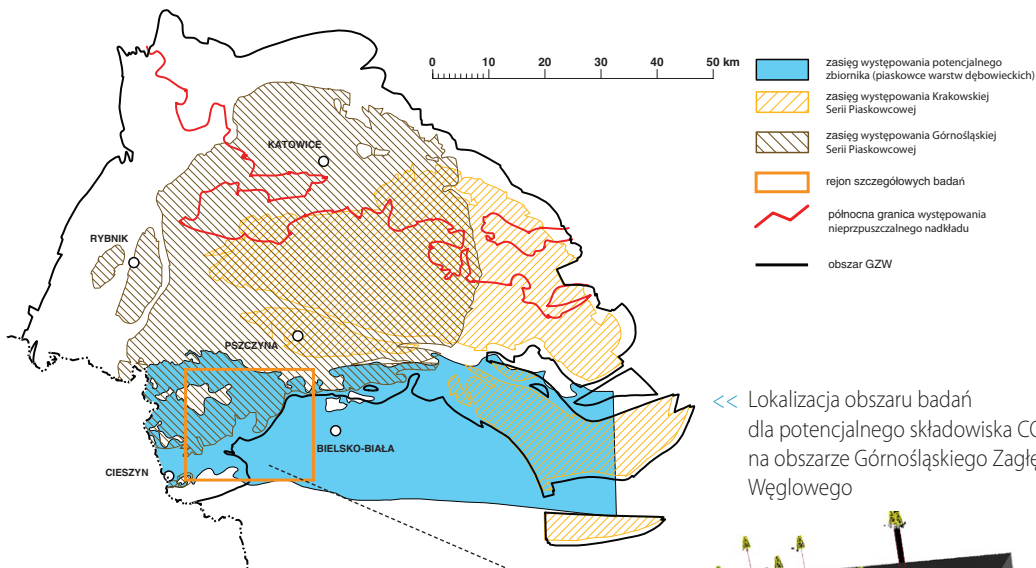 0 10 20 30 40 50 km
KATOWICE
RYBNIK
PSZCZYNA
BIELSKO-BIAŁA
CIESZYN
zasięg występowania potencjalnego
zbiornika (piaskowce warstw dębowieckich)
zasięg występowania Krakowskiej
Serii Piaskowcowej
zasięg występowania Górnośląskiej
Serii Piaskowcowej
rejon szczegółowych badań
północna granica występowania
nieprzpuszczalnego nadkładu
obszar GZW
<< Lokalizacja obszaru badań
dla potencjalnego składowiska
na obszarze Górnośląskiego
Węglowego